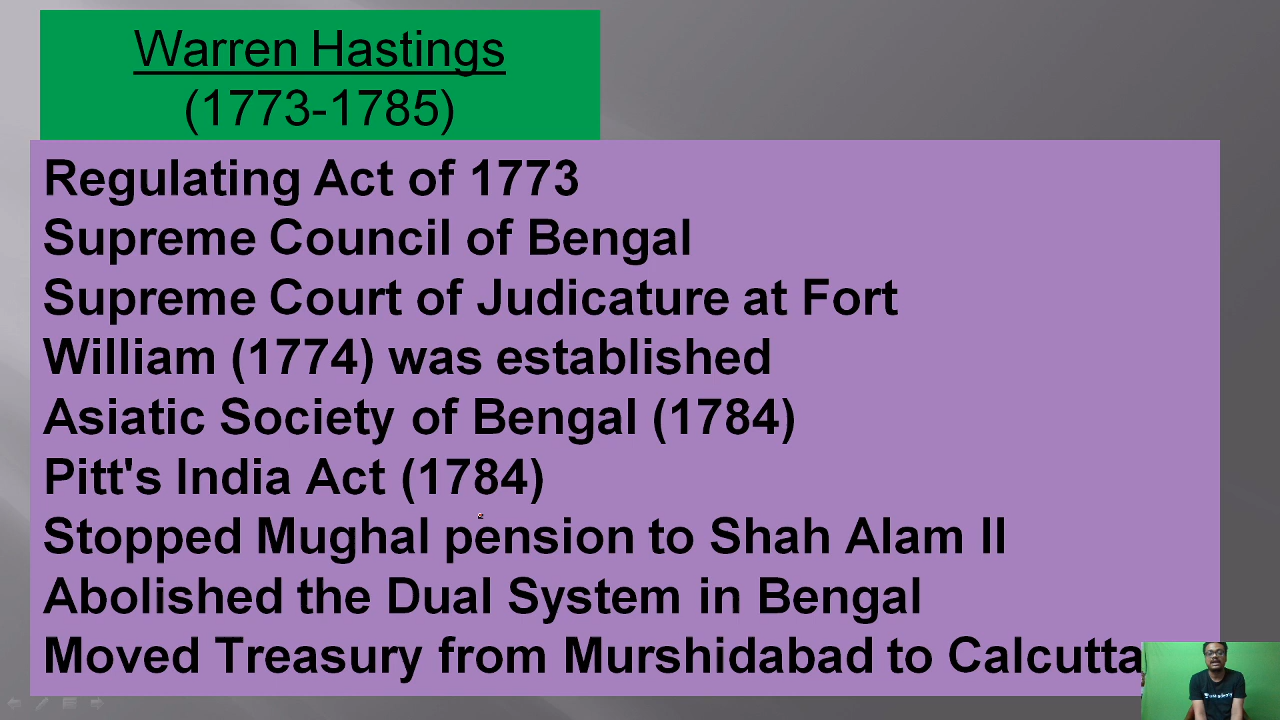 Warren Hastings
(1773-1785)
Regulating Act of 1773
Supreme Council of Bengal
Supreme Court of Judicature at Fort
William (1774) was established
Asiatic Society of Bengal (1784)
Pitt's India Act (1784)
Stopped Mughal pension to Shah Alam II
Abolished the Dual System in Bengal
Moved Treasury from Murshidabad to Calcutta